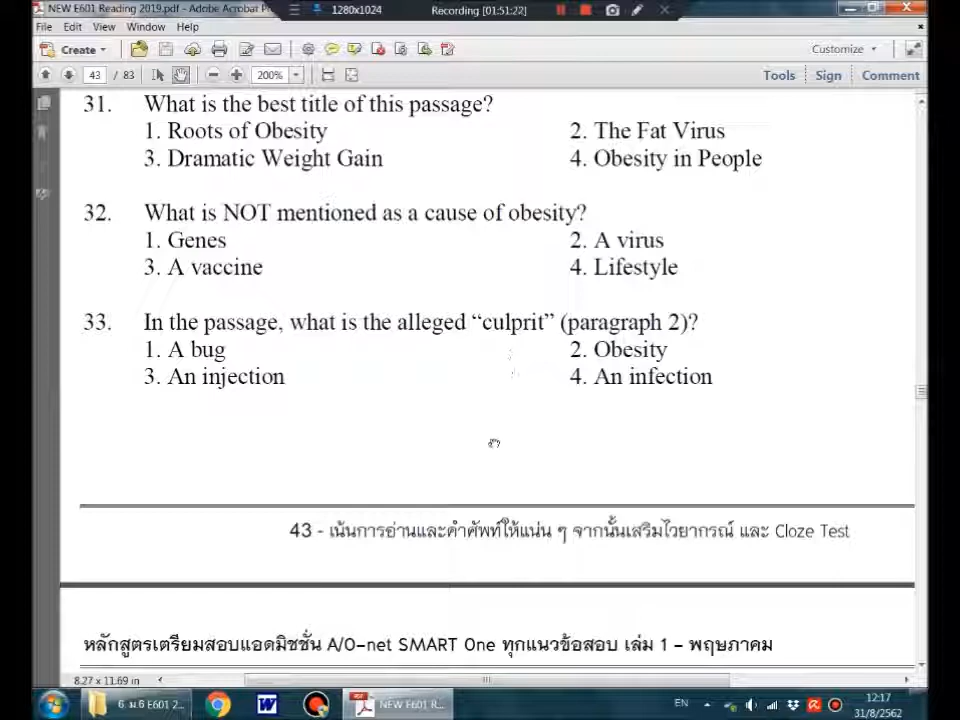 NEW E601 Reading 2019.pdf - Adobe Acrobat P
1280x1024
Recording [01:51:22]
File Edit View Window Help
Create
Customize
43 / 83
200%
Tools Sign Comment
31. What is the best title of this passage?
1. Roots of Obesity 2. The Fat Virus
3. Dramatic Weight Gain 4. Obesity in People
32. What is NOT mentioned as a cause of obesity?
1. Genes 2. A virus
3. A vaccine 4. Lifestyle
33. In the passage, what is the alleged “culprit” (paragraph 2)?
1. A bug 2. Obesity
3. An injection 4. An infection
43 - เน้นการอ่านและคำศัพท์ให้แน่น ๆ จากนั้นเสริมไวยากรณ์ และ Cloze Test
หลักสูตรเตรียมสอบแอดมิชชั่น A/O-net SMART One ทุกแนวข้อสอบ เล่ม 1 - พฤษภาคม
8.27 x 11.69 in
6 ม.6 E601 2...
NEW E601 R...
EN
12:17
31/8/2562